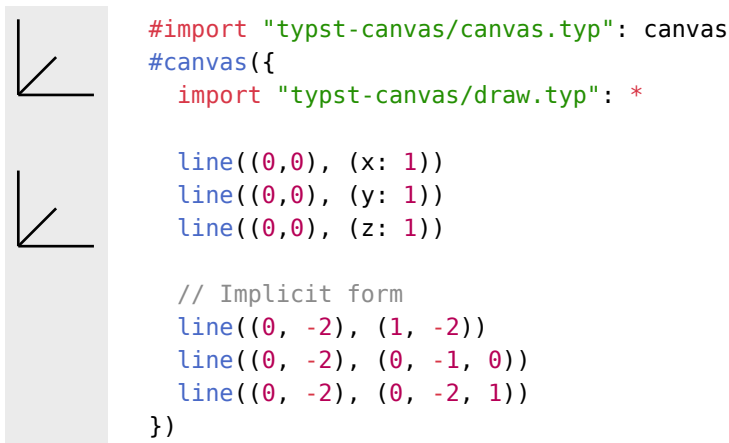 #import "typst-canvas/canvas.typ": canvas
#canvas({
  import "typst-canvas/draw.typ": *

  line((0,0), (x: 1))
  line((0,0), (y: 1))
  line((0,0), (z: 1))

  // Implicit form
  line((0, -2), (1, -2))
  line((0, -2), (0, -1, 0))
  line((0, -2), (0, -2, 1))
})